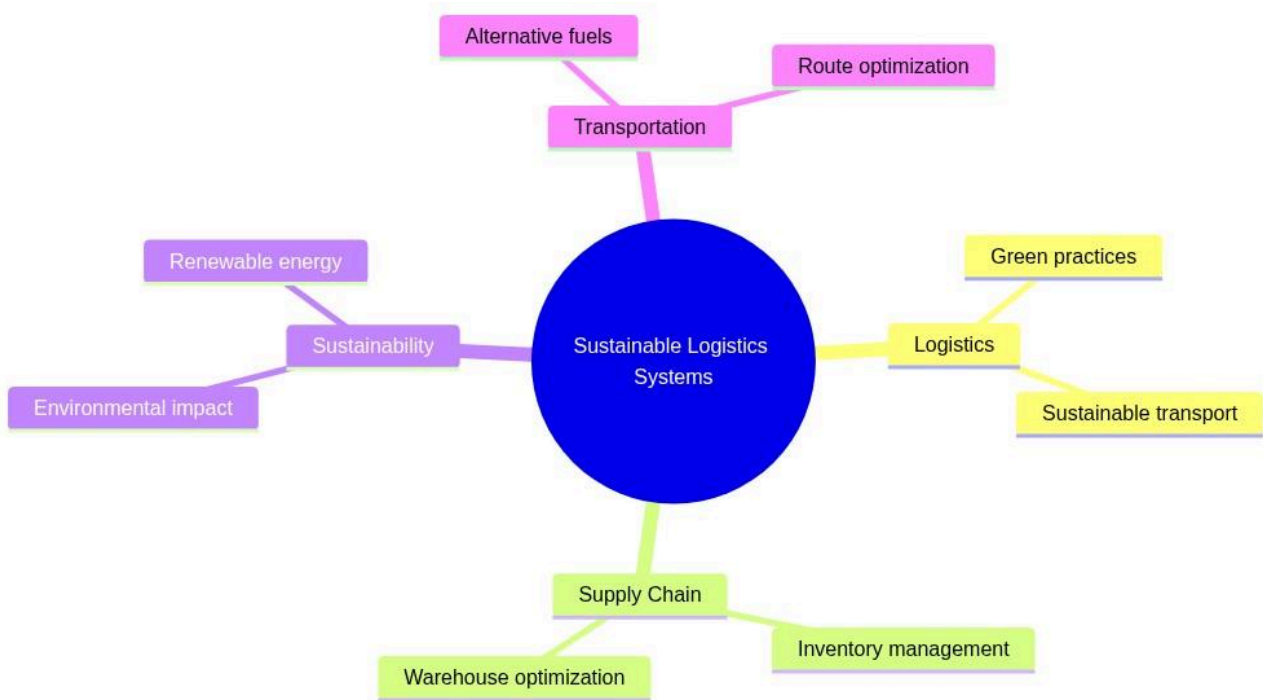 Alternative fuels
Route optimization
Transportation
Renewable energy
Green practices
Sustainability
Sustainable Logistics
Systems
Logistics
Environmental impact
Sustainable transport
Supply Chain
Inventory management
Warehouse optimization